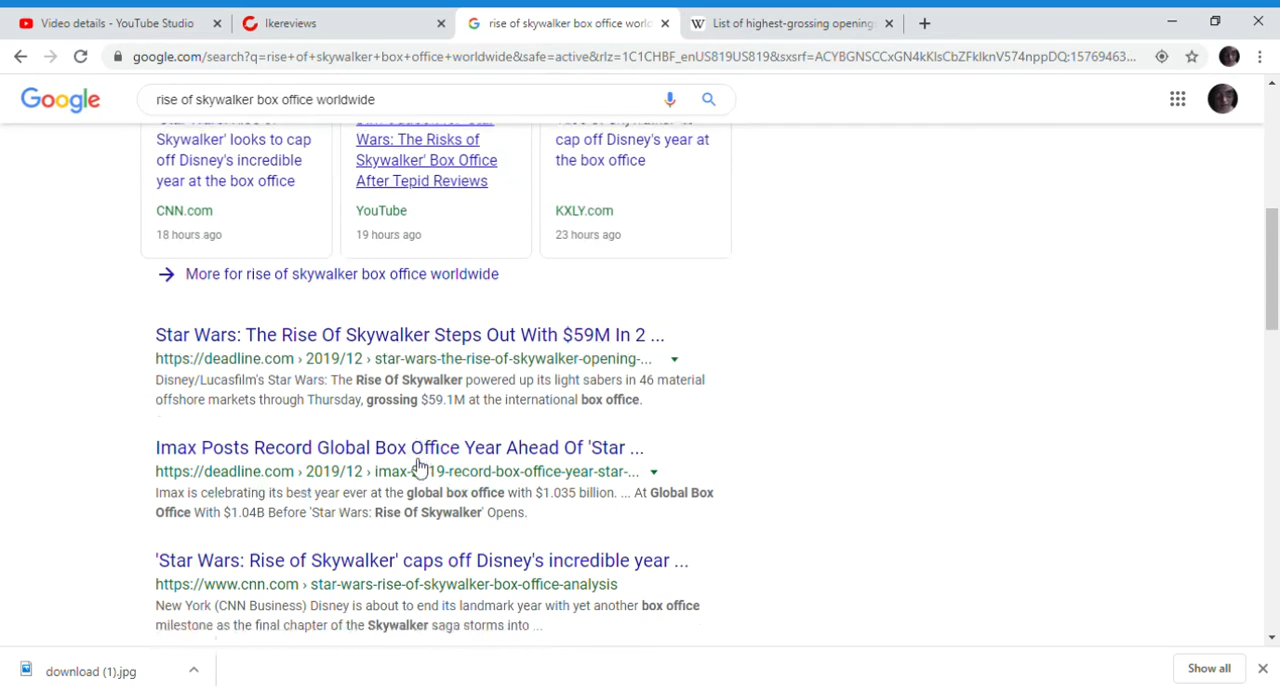 Video details - YouTube Studio
Ikereviews
rise of skywalker box office worl
List of highest-grossing opening
google.com/search?q=rise+of+skywalker+box+office+worldwide&safe=active&rlz=1C1CHBF_enUS819US819&sxsrf=ACYBGNSCCxGN4kKIsCbZFkIknV574nppDQ:15769463...
Google
rise of skywalker box office worldwide
Skywalker' looks to cap
off Disney's incredible
year at the box office
CNN.com
18 hours ago
Wars: The Risks of
Skywalker' Box Office
After Tepid Reviews
YouTube
19 hours ago
cap off Disney's year at
the box office
KXLY.com
23 hours ago
More for rise of skywalker box office worldwide
Star Wars: The Rise Of Skywalker Steps Out With $59M In 2 ...
https://deadline.com › 2019/12 › star-wars-the-rise-of-skywalker-opening-...
Disney/Lucasfilm's Star Wars: The Rise Of Skywalker powered up its light sabers in 46 material
offshore markets through Thursday, grossing $59.1M at the international box office.
Imax Posts Record Global Box Office Year Ahead Of 'Star ...
https://deadline.com › 2019/12 › imax-2019-record-box-office-year-star-...
Imax is celebrating its best year ever at the global box office with $1.035 billion. ... At Global Box
Office With $1.04B Before 'Star Wars: Rise Of Skywalker' Opens.
'Star Wars: Rise of Skywalker' caps off Disney's incredible year ...
https://www.cnn.com › star-wars-rise-of-skywalker-box-office-analysis
New York (CNN Business) Disney is about to end its landmark year with yet another box office
milestone as the final chapter of the Skywalker saga storms into ...
download (1).jpg
Show all